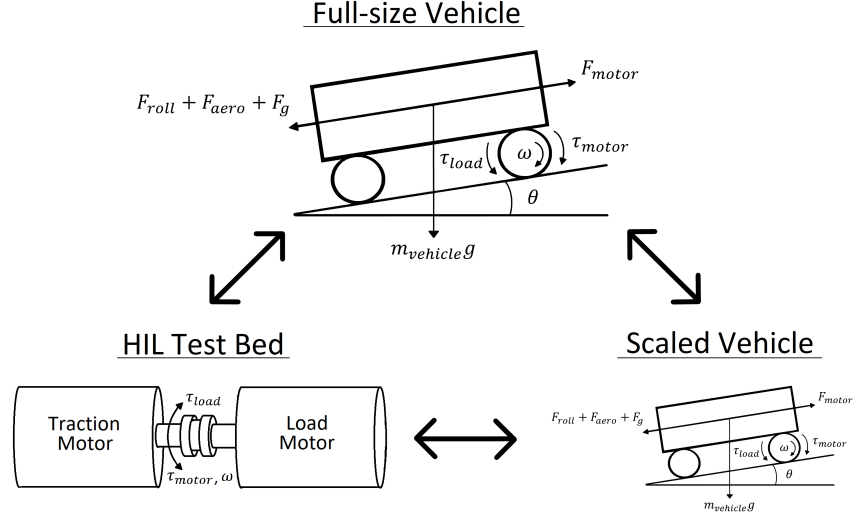 Full-size Vehicle
F_motor
F_roll + F_aero + F_g
τ_motor
τ_load
ω
θ
m_vehicle g
HIL Test Bed
Scaled Vehicle
τ_load
Traction
Motor
Load
Motor
τ_motor, ω
F_motor
F_roll + F_aero + F_g
τ_load
ω
τ_motor
θ
m_vehicle g